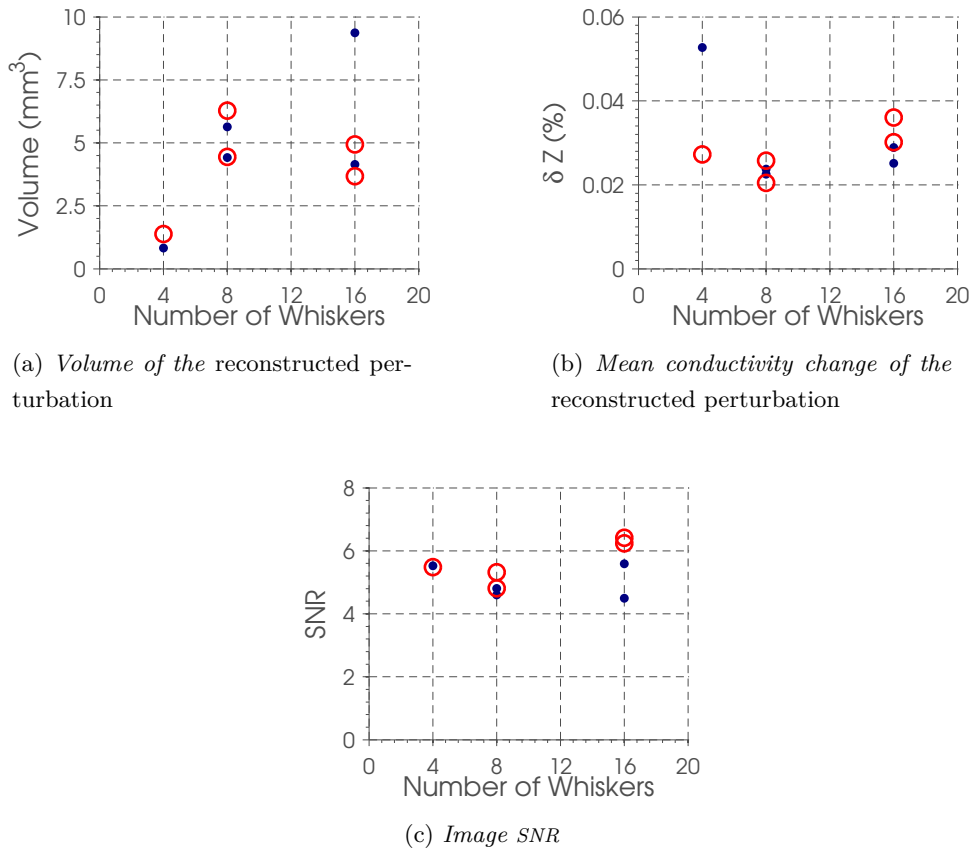 10
7.5
5
2.5
0
Volume (mm³)
0 4 8 12 16 20
Number of Whiskers
(a) Volume of the reconstructed per-
turbation
0.06
0.04
0.02
0
δ Z (%)
0 4 8 12 16 20
Number of Whiskers
(b) Mean conductivity change of the
reconstructed perturbation
8
6
4
2
0
SNR
0 4 8 12 16 20
Number of Whiskers
(c) Image SNR